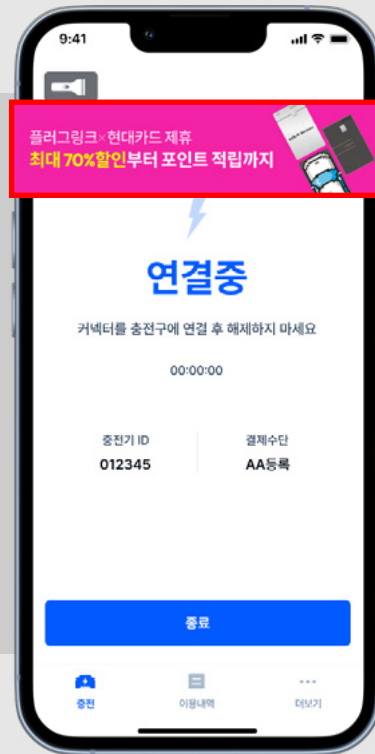 9:41
플러그링크×현대카드 제휴
최대 70%할인부터 포인트 적립까지
연결중
커넥터를 충전구에 연결 후 해제하지 마세요
00:00:00
충전기 ID
012345
결제수단
AA등록
종료
충전
이용내역
더보기